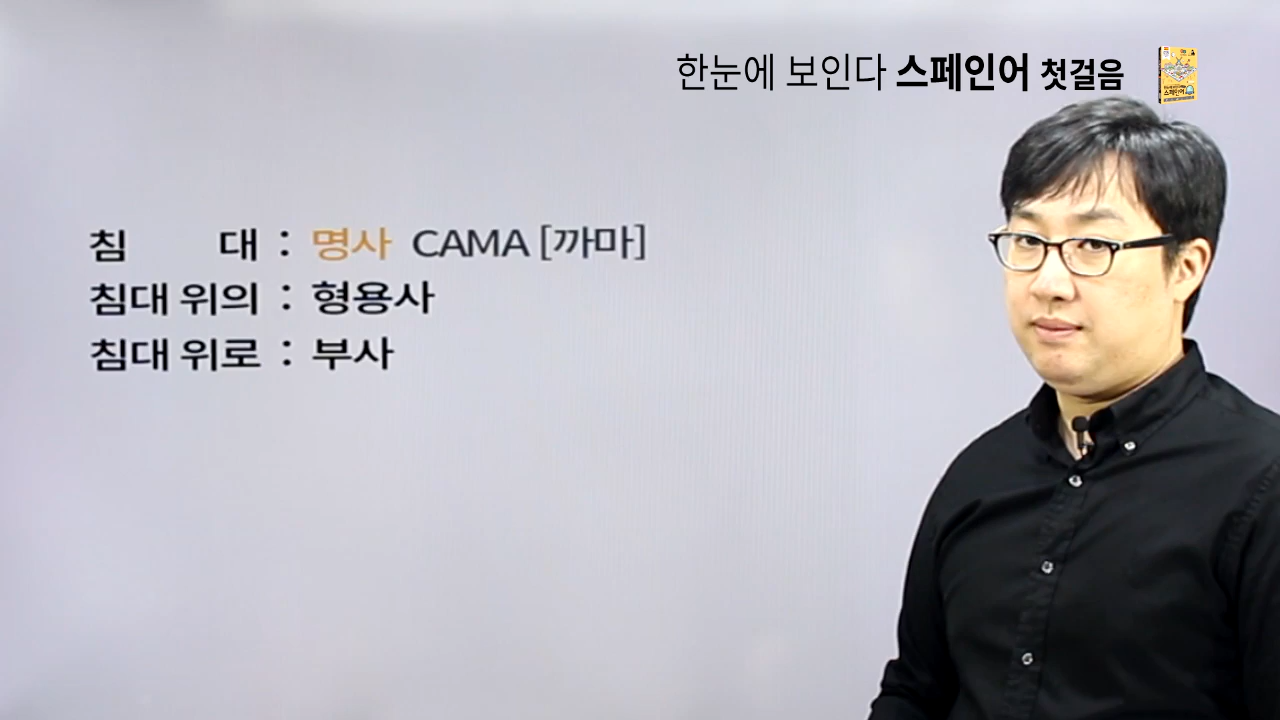 한눈에 보인다 스페인어 첫걸음
침 대 : 명사 CAMA [까마]
침대 위의 : 형용사
침대 위로 : 부사